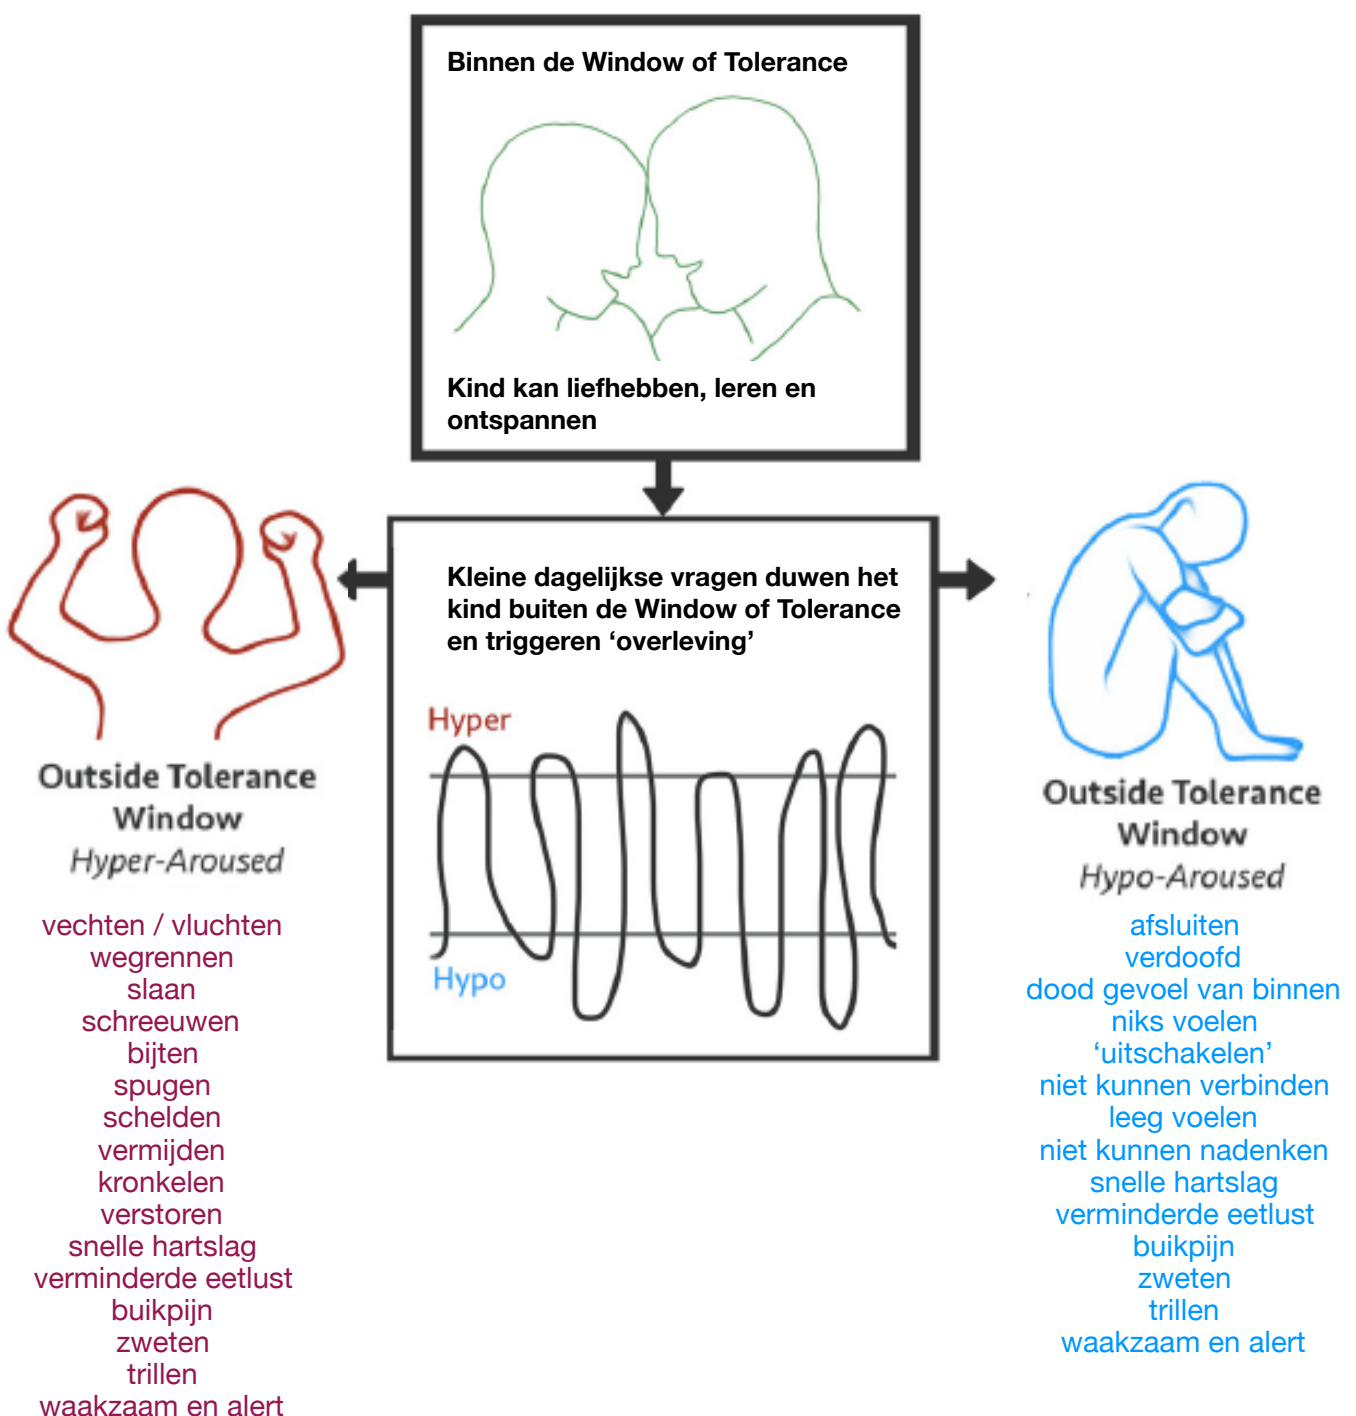 Binnen de Window of Tolerance
Kind kan liefhebben, leren en
ontspannen
Kleine dagelijkse vragen duwen het
kind buiten de Window of Tolerance
en triggeren ‘overleving’
Hyper
Hypo
Outside Tolerance
Window
Hyper-Aroused
vechten / vluchten
wegrennen
slaan
schreeuwen
bijten
spugen
schelden
vermijden
kronkelen
verstoren
snelle hartslag
verminderde eetlust
buikpijn
zweten
trillen
waakzaam en alert
Outside Tolerance
Window
Hypo-Aroused
afsluiten
verdoofd
dood gevoel van binnen
niks voelen
‘uitschakelen’
niet kunnen verbinden
leeg voelen
niet kunnen nadenken
snelle hartslag
verminderde eetlust
buikpijn
zweten
trillen
waakzaam en alert